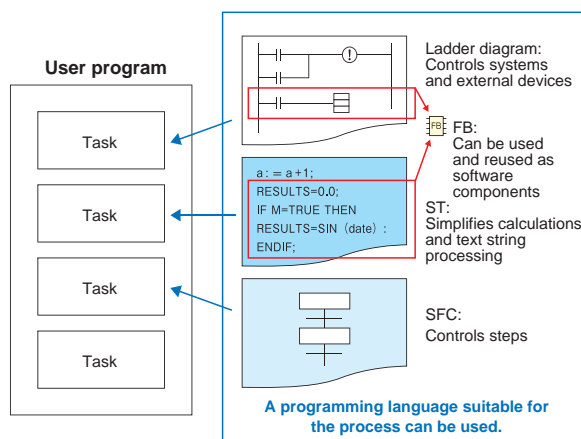 User program
Task
Task
Task
Task
a: = a+1;
RESULTS=0.0;
IF M=TRUE THEN
RESULTS=SIN (date) :
ENDIF;
Ladder diagram:
Controls systems
and external devices
FB
FB:
Can be used
and reused as
software
components
ST:
Simplifies calculations
and text string
processing
SFC:
Controls steps
A programming language suitable for
the process can be used.